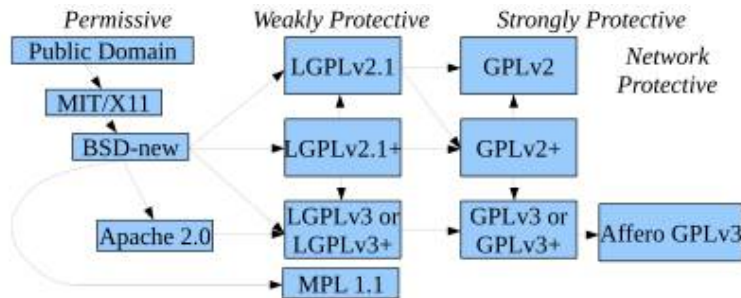 Permissive Weakly Protective Strongly Protective
Public Domain
LGPLv2.1 GPLv2
Network
Protective
MIT/X11
BSD-new LGPLv2.1+ GPLv2+
Apache 2.0
LGPLv3 or
LGPLv3+
GPLv3 or
GPLv3+
Affero GPLv3
MPL 1.1